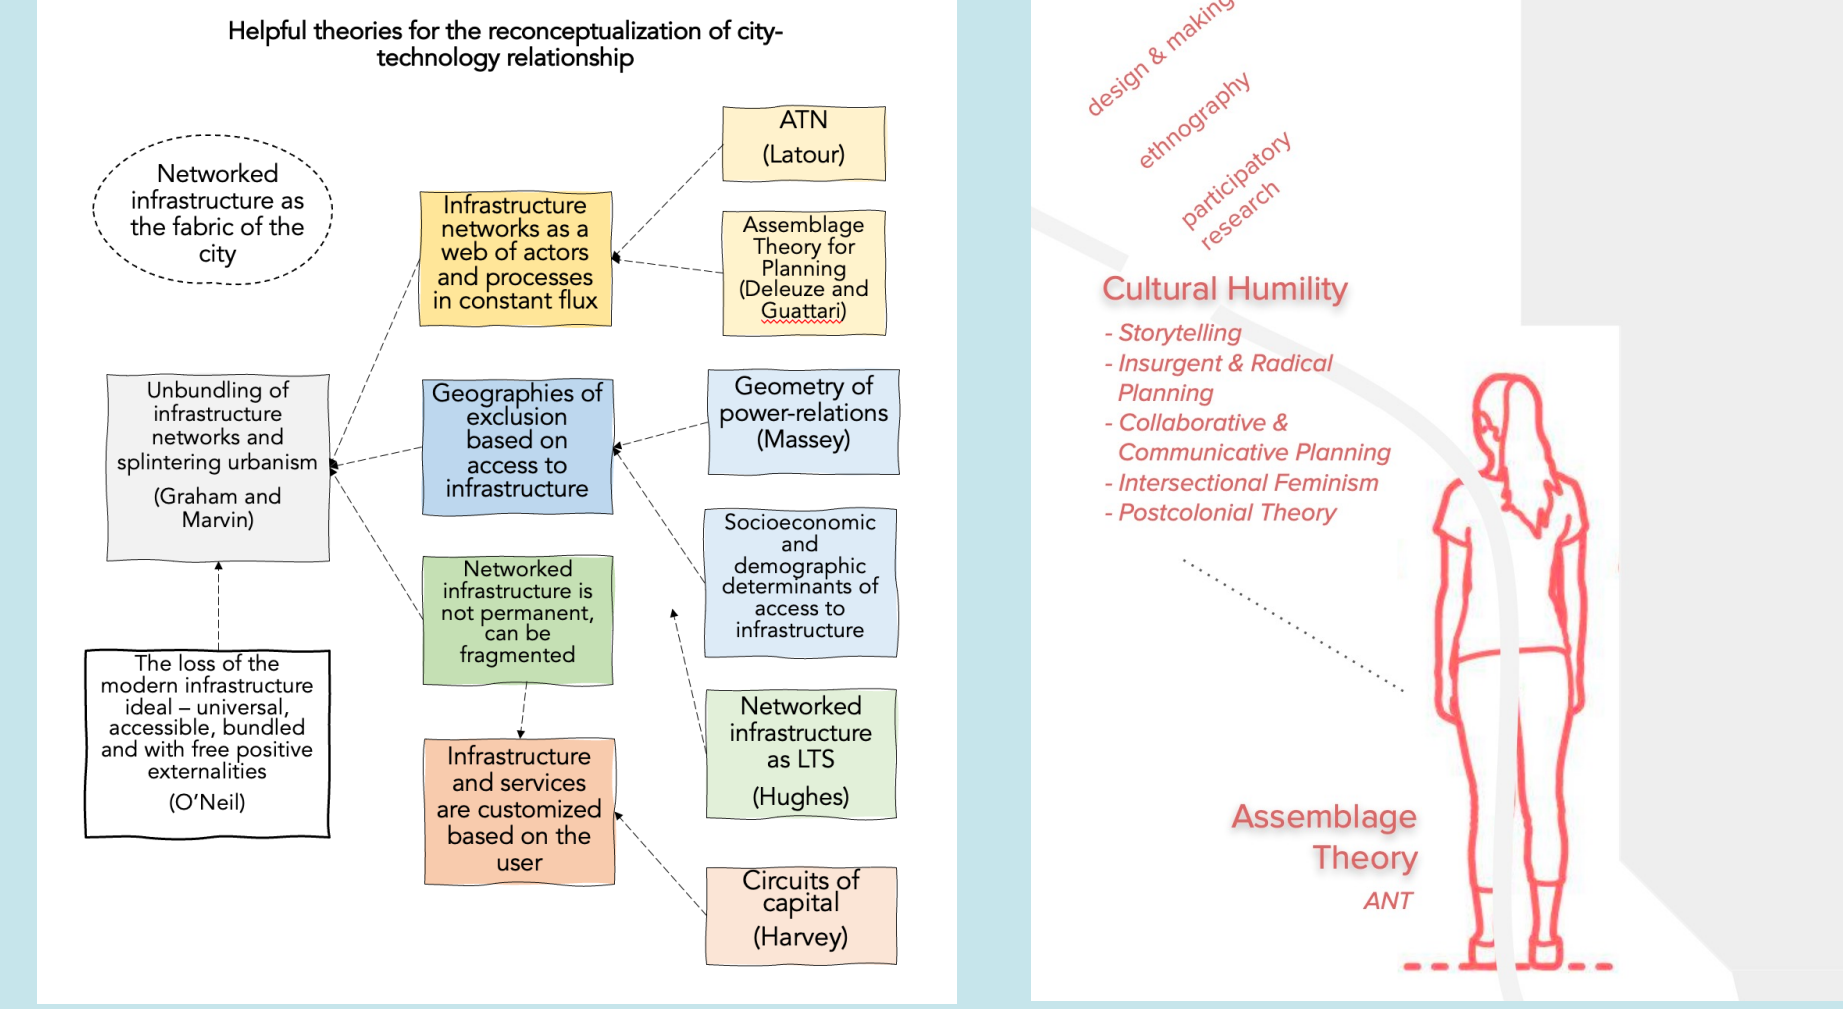 Helpful theories for the reconceptualization of city-
technology relationship
Networked
infrastructure as
the fabric of the
city
Unbundling of
infrastructure
networks and
splintering urbanism
(Graham and
Marvin)
The loss of the
modern infrastructure
ideal – universal,
accessible, bundled
and with free positive
externalities
(O'Neil)
Infrastructure
networks as a
web of actors
and processes
in constant flux
Geographies of
exclusion
based on
access to
infrastructure
Networked
infrastructure is
not permanent,
can be
fragmented
Infrastructure
and services
are customized
based on the
user
ATN
(Latour)
Assemblage
Theory for
Planning
(Deleuze and
Guattari)
Geometry of
power-relations
(Massey)
Socioeconomic
and
demographic
determinants of
access to
infrastructure
Networked
infrastructure
as LTS
(Hughes)
Circuits of
capital
(Harvey)
design & making
ethnography
participatory
research
Cultural Humility
- Storytelling
- Insurgent & Radical
Planning
- Collaborative &
Communicative Planning
- Intersectional Feminism
- Postcolonial Theory
Assemblage
Theory
ANT